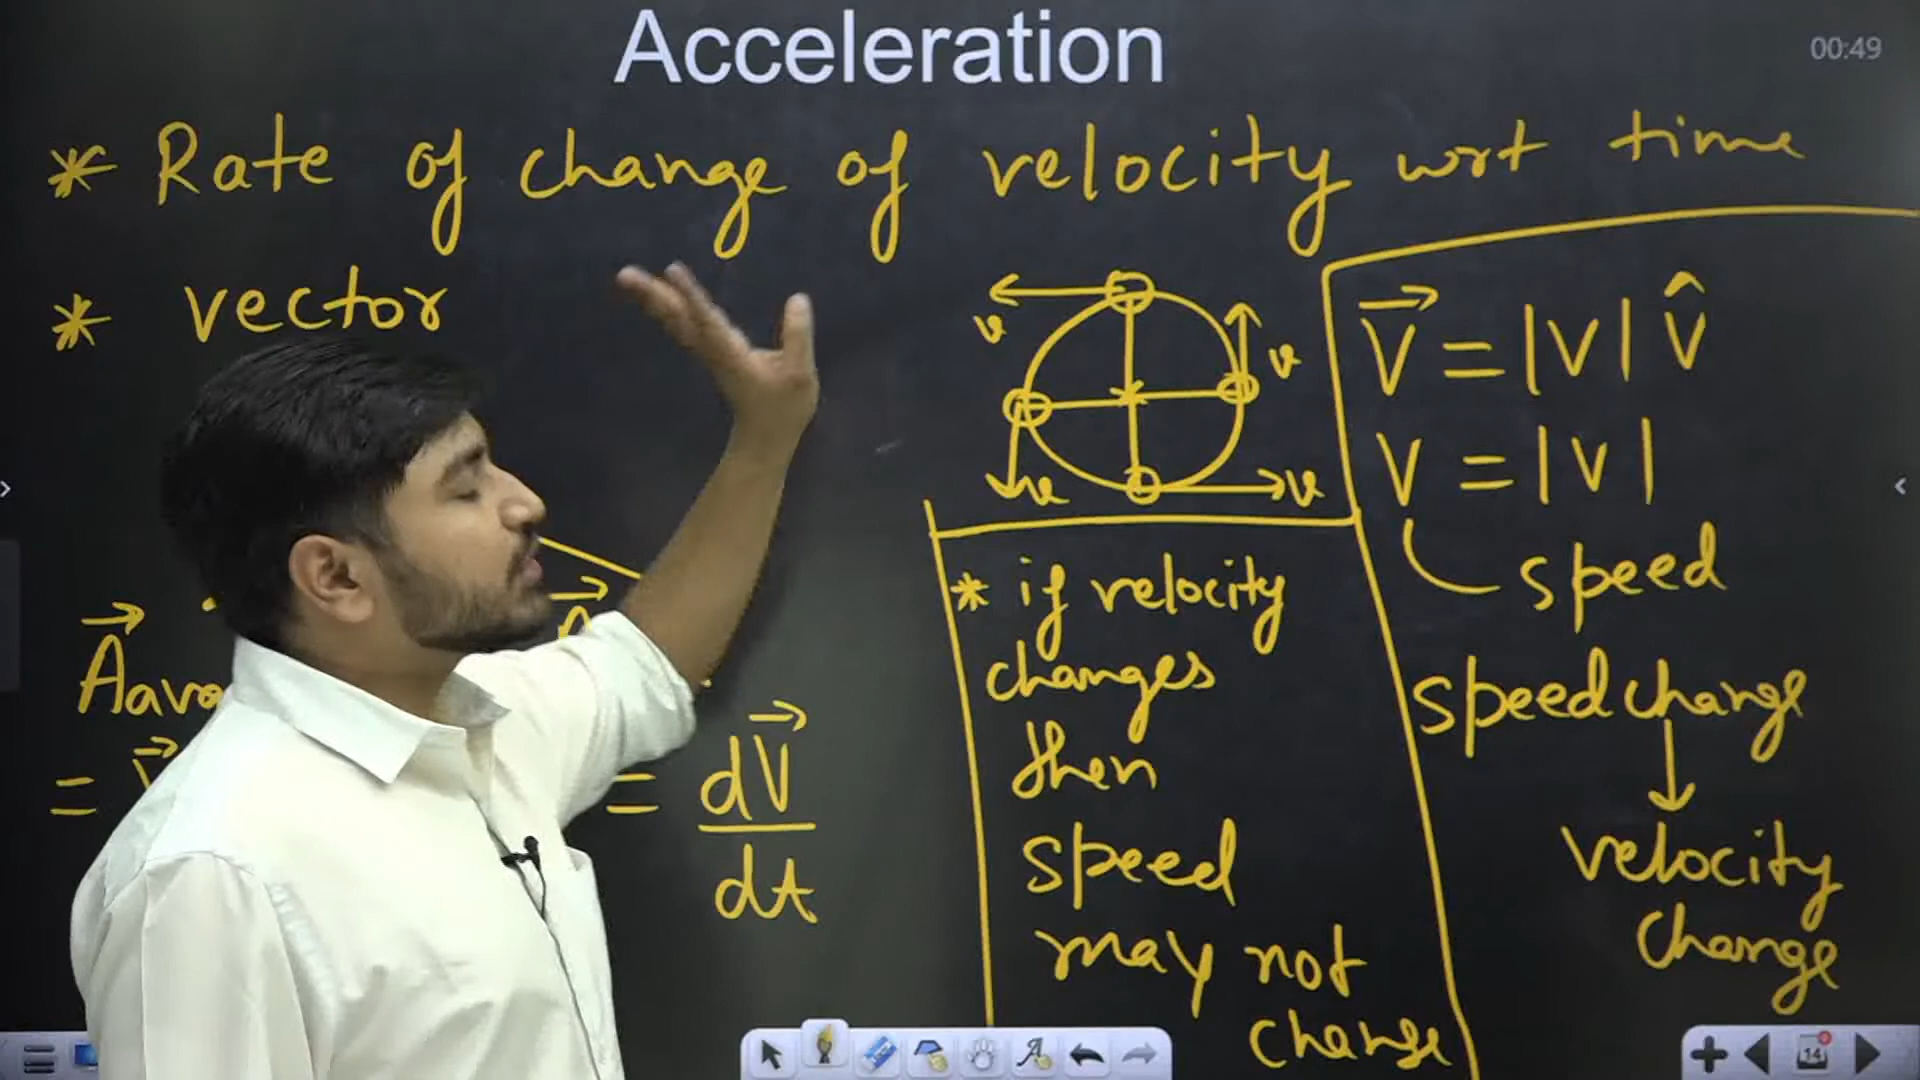 Acceleration
00:49
* Rate of change of velocity wrt time
* vector
v
v
v
v
V = |V| v̂
V = |V|
speed
speed change
↓
velocity
change
* if velocity
changes
then
speed
may not
change
=
= dV
dt
14